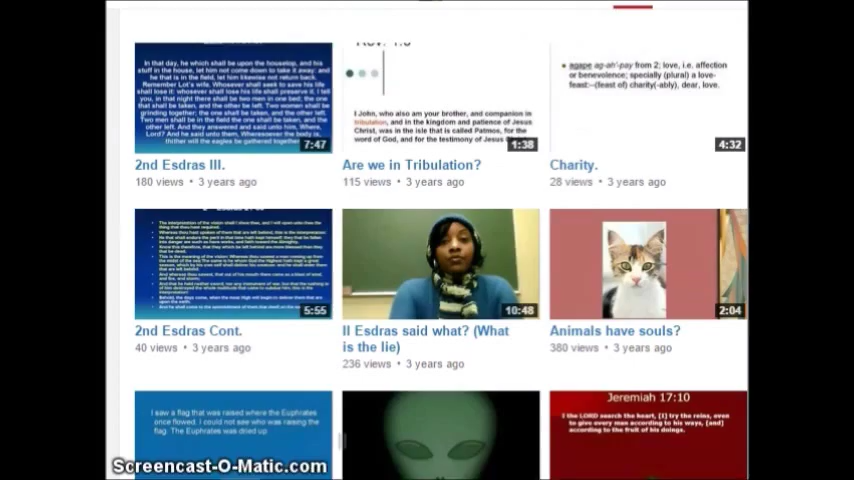 Rev. 1:9
In that day, he which shall be upon the housetop, and his
stuff in the house, let him not come down to take it away: and
he that is in the field, let him likewise not return back.
Remember Lot's wife. Whosoever shall seek to save his life
shall lose it: whosoever shall lose his life shall preserve it. I tell
you, in that night there shall be two men in one bed; the one
that shall be taken, and the other be left. Two women shall be
grinding together; the one shall be taken, and the other left.
Two men shall be in the field the one shall be taken, and the
other left. And they answered and said unto him, Where,
Lord? And he said unto them, Wheresoever the body is,
thither will the eagles be gathered together
7:47
I John, who also am your brother, and companion in
tribulation, and in the kingdom and patience of Jesus
Christ, was in the isle that is called Patmos, for the
word of God, and for the testimony of Jesus
1:38
agape ag-ah'-pay from 2; love, i.e. affection
or benevolence; specially (plural) a love-
feast:--(feast of) charity(-ably), dear, love.
4:32
2nd Esdras III.
180 views • 3 years ago
Are we in Tribulation?
115 views • 3 years ago
Charity.
28 views • 3 years ago
5:55
10:48
2:04
2nd Esdras Cont.
40 views • 3 years ago
II Esdras said what? (What
is the lie)
236 views • 3 years ago
Animals have souls?
380 views • 3 years ago
I saw a flag that was raised where the Euphrates
once flowed. I could not see who was raising the
flag. The Euphrates was dried up
Jeremiah 17:10
I the LORD search the heart, [I] try the reins, even
to give every man according to his ways, [and]
according to the fruit of his doings.
Screencast-O-Matic.com